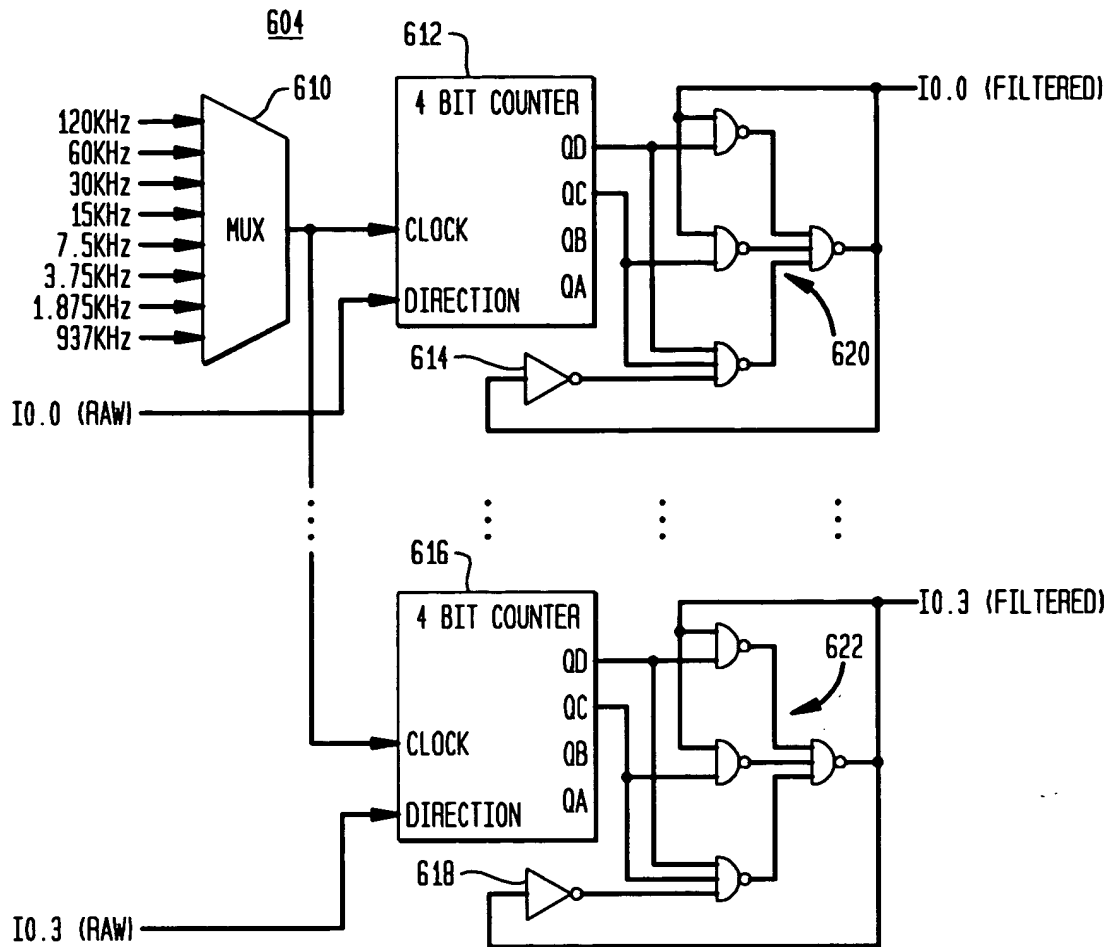 604
610
120KHz
60KHz
30KHz
15KHz
7.5KHz
3.75KHz
1.875KHz
937KHz
MUX
I0.0 (RAW)
612
4 BIT COUNTER
QD
QC
QB
QA
CLOCK
DIRECTION
614
620
I0.0 (FILTERED)
616
4 BIT COUNTER
QD
QC
QB
QA
CLOCK
DIRECTION
618
622
I0.3 (FILTERED)
I0.3 (RAW)